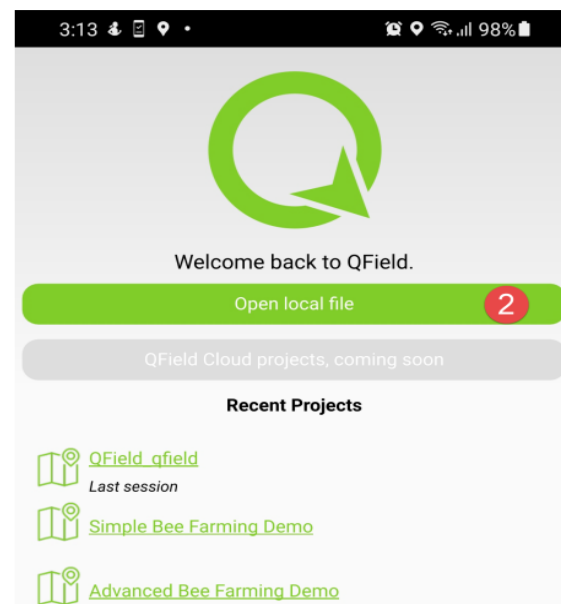 3:13 98%
Welcome back to QField.
Open local file 2
QField Cloud projects, coming soon
Recent Projects
QField_qfield
Last session
Simple Bee Farming Demo
Advanced Bee Farming Demo